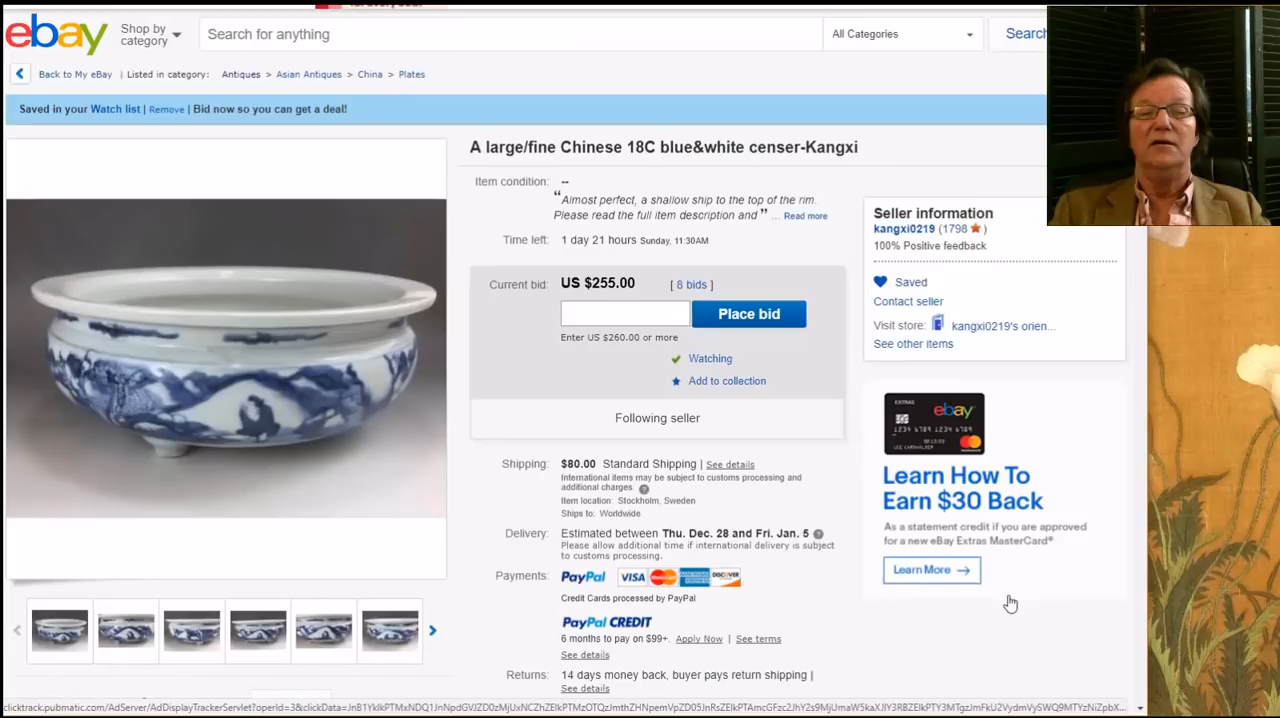 ebay
Shop by
category
Search for anything
All Categories
Search
Back to My eBay | Listed in category: Antiques > Asian Antiques > China > Plates
Saved in your Watch list | Remove | Bid now so you can get a deal!
A large/fine Chinese 18C blue&white censer-Kangxi
Item condition: --
“Almost perfect, a shallow ship to the top of the rim.
Please read the full item description and ” ... Read more
Time left: 1 day 21 hours Sunday, 11:30AM
Current bid: US $255.00 [ 8 bids ]
Place bid
Enter US $260.00 or more
Watching
Add to collection
Following seller
Shipping: $80.00 Standard Shipping | See details
International items may be subject to customs processing and
additional charges.
Item location: Stockholm, Sweden
Ships to: Worldwide
Delivery: Estimated between Thu. Dec. 28 and Fri. Jan. 5
Please allow additional time if international delivery is subject
to customs processing.
Payments: PayPal VISA MasterCard DISCOVER
Credit Cards processed by PayPal
PayPal CREDIT
6 months to pay on $99+. Apply Now | See terms
See details
Returns: 14 days money back, buyer pays return shipping |
See details
Seller information
kangxi0219 (1798 )
100% Positive feedback
Saved
Contact seller
Visit store: kangxi0219's orien...
See other items
EXTRAS
ebay
Learn How To
Earn $30 Back
As a statement credit if you are approved
for a new eBay Extras MasterCard®
Learn More